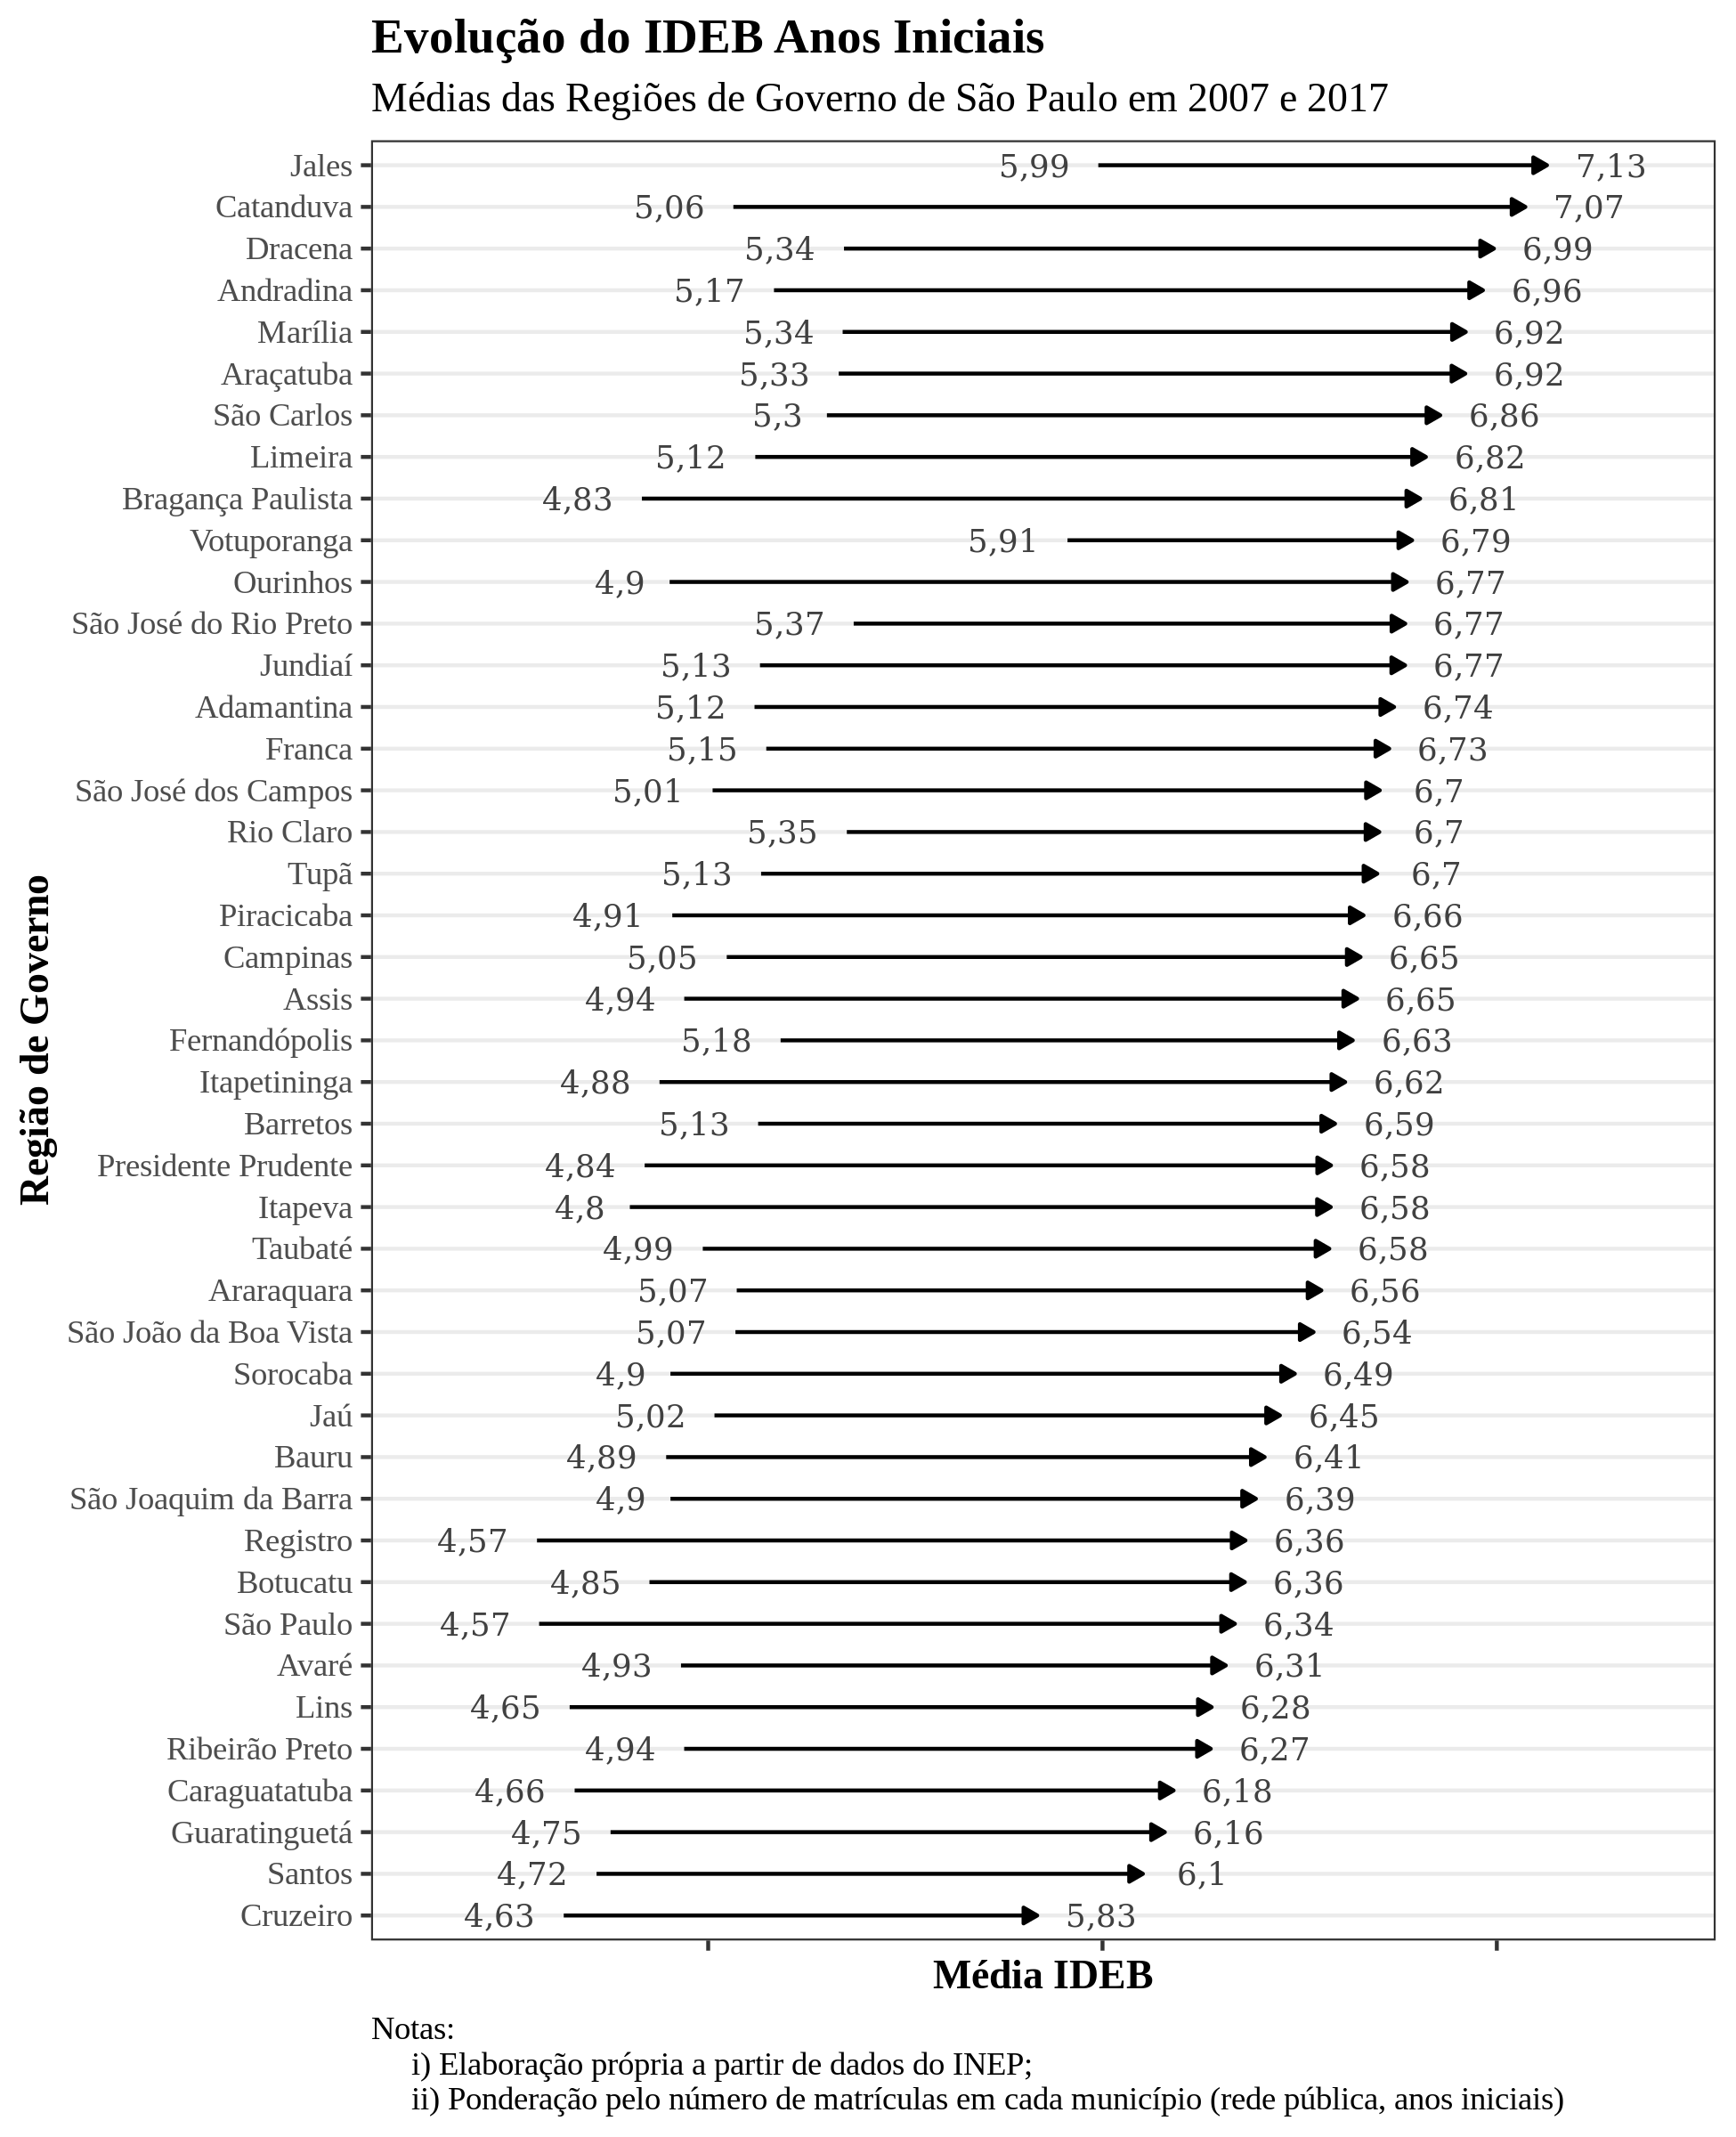 Evolução do IDEB Anos Iniciais
Médias das Regiões de Governo de São Paulo em 2007 e 2017
Região de Governo
Jales 5,99 7,13
Catanduva 5,06 7,07
Dracena 5,34 6,99
Andradina 5,17 6,96
Marília 5,34 6,92
Araçatuba 5,33 6,92
São Carlos 5,3 6,86
Limeira 5,12 6,82
Bragança Paulista 4,83 6,81
Votuporanga 5,91 6,79
Ourinhos 4,9 6,77
São José do Rio Preto 5,37 6,77
Jundiaí 5,13 6,77
Adamantina 5,12 6,74
Franca 5,15 6,73
São José dos Campos 5,01 6,7
Rio Claro 5,35 6,7
Tupã 5,13 6,7
Piracicaba 4,91 6,66
Campinas 5,05 6,65
Assis 4,94 6,65
Fernandópolis 5,18 6,63
Itapetininga 4,88 6,62
Barretos 5,13 6,59
Presidente Prudente 4,84 6,58
Itapeva 4,8 6,58
Taubaté 4,99 6,58
Araraquara 5,07 6,56
São João da Boa Vista 5,07 6,54
Sorocaba 4,9 6,49
Jaú 5,02 6,45
Bauru 4,89 6,41
São Joaquim da Barra 4,9 6,39
Registro 4,57 6,36
Botucatu 4,85 6,36
São Paulo 4,57 6,34
Avaré 4,93 6,31
Lins 4,65 6,28
Ribeirão Preto 4,94 6,27
Caraguatatuba 4,66 6,18
Guaratinguetá 4,75 6,16
Santos 4,72 6,1
Cruzeiro 4,63 5,83
Média IDEB
Notas:
i) Elaboração própria a partir de dados do INEP;
ii) Ponderação pelo número de matrículas em cada município (rede pública, anos iniciais)